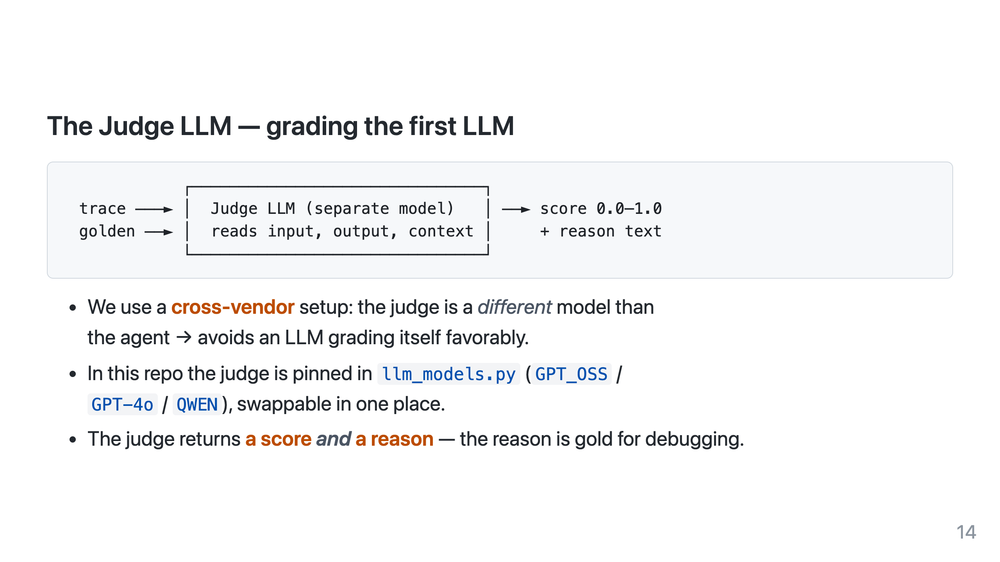 The Judge LLM — grading the first LLM
trace ───► │ Judge LLM (separate model) │ ──► score 0.0–1.0
golden ──► │ reads input, output, context │ + reason text
• We use a cross-vendor setup: the judge is a different model than
the agent → avoids an LLM grading itself favorably.
• In this repo the judge is pinned in llm_models.py (GPT_OSS /
GPT-4o / QWEN), swappable in one place.
• The judge returns a score and a reason — the reason is gold for debugging.
14